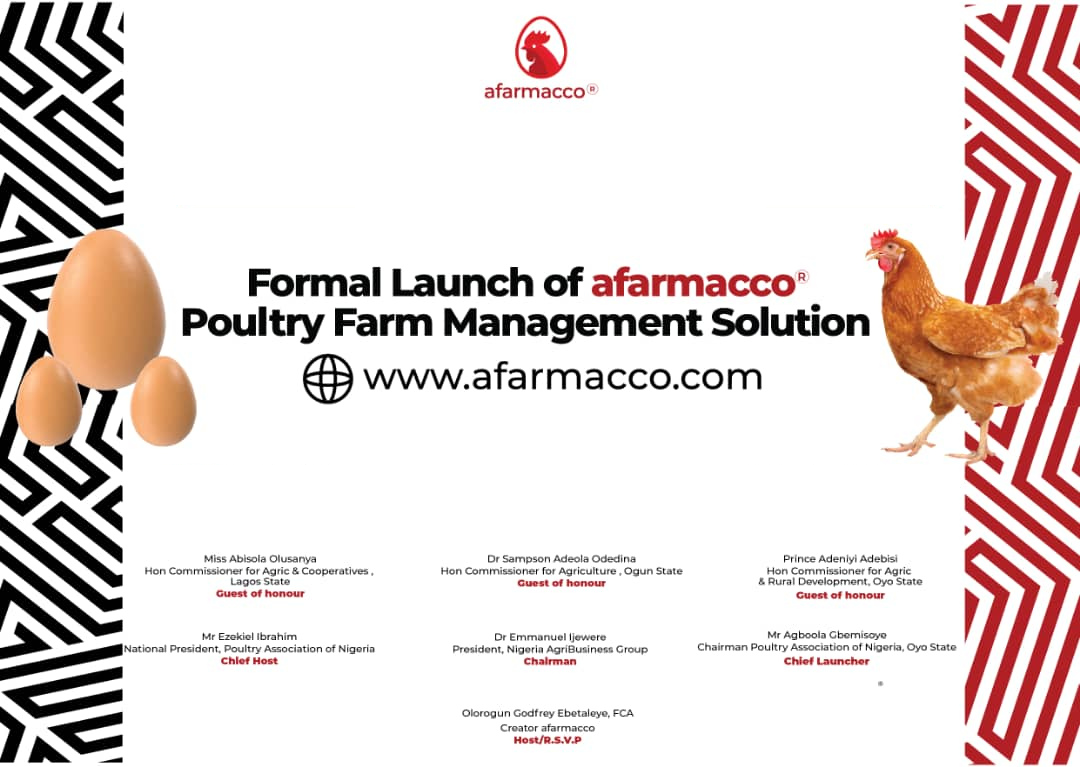 afarmacco®
Formal Launch of afarmacco®
Poultry Farm Management Solution
www.afarmacco.com
Miss Abisola Olusanya
Hon Commissioner for Agric & Cooperatives ,
Lagos State
Guest of honour
Dr Sampson Adeola Odedina
Hon Commissioner for Agriculture , Ogun State
Guest of honour
Prince Adeniyi Adebisi
Hon Commissioner for Agric
& Rural Development, Oyo State
Guest of honour
Mr Ezekiel Ibrahim
National President, Poultry Association of Nigeria
Chief Host
Dr Emmanuel Ijewere
President, Nigeria AgriBusiness Group
Chairman
Mr Agboola Gbemisoye
Chairman Poultry Association of Nigeria, Oyo State
Chief Launcher
®
Olorogun Godfrey Ebetaleye, FCA
Creator afarmacco
Host/R.S.V.P